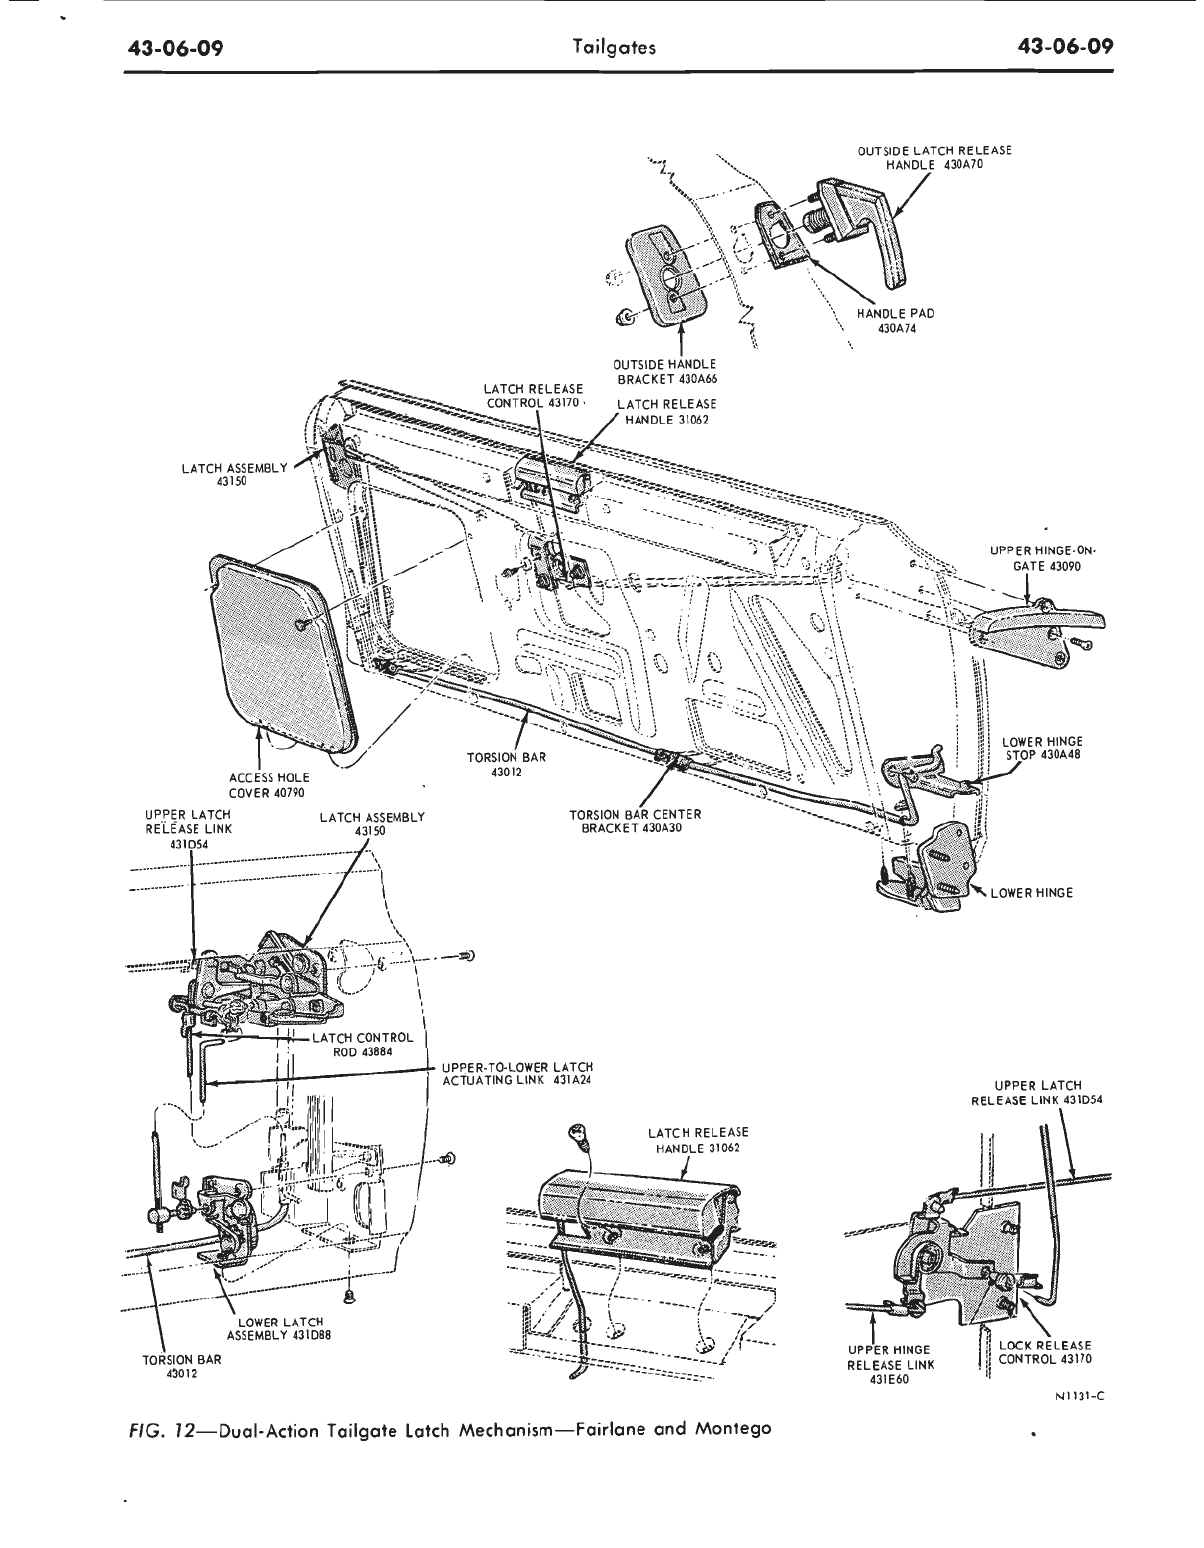 43-06-09 Tailgates 43-06-09
OUTSIDE LATCH RELEASE
HANDLE 430A70
HANDLE PAD
430A74
OUTSIDE HANDLE
BRACKET 430A66
LATCH RELEASE
CONTROL 43170
LATCH RELEASE
HANDLE 31062
LATCH ASSEMBLY
43150
UPPER HINGE-ON-
GATE 43090
LOWER HINGE
STOP 430A48
TORSION BAR
43012
ACCESS HOLE
COVER 40790
TORSION BAR CENTER
BRACKET 430A30
LOWER HINGE
UPPER LATCH
RELEASE LINK
431D54
LATCH ASSEMBLY
43150
LATCH CONTROL
ROD 43884
UPPER-TO-LOWER LATCH
ACTUATING LINK 431A24
LOWER LATCH
ASSEMBLY 431D88
TORSION BAR
43012
LATCH RELEASE
HANDLE 31062
UPPER LATCH
RELEASE LINK 431D54
UPPER HINGE
RELEASE LINK
431E60
LOCK RELEASE
CONTROL 43170
N1131-C
FIG. 12—Dual-Action Tailgate Latch Mechanism—Fairlane and Montego